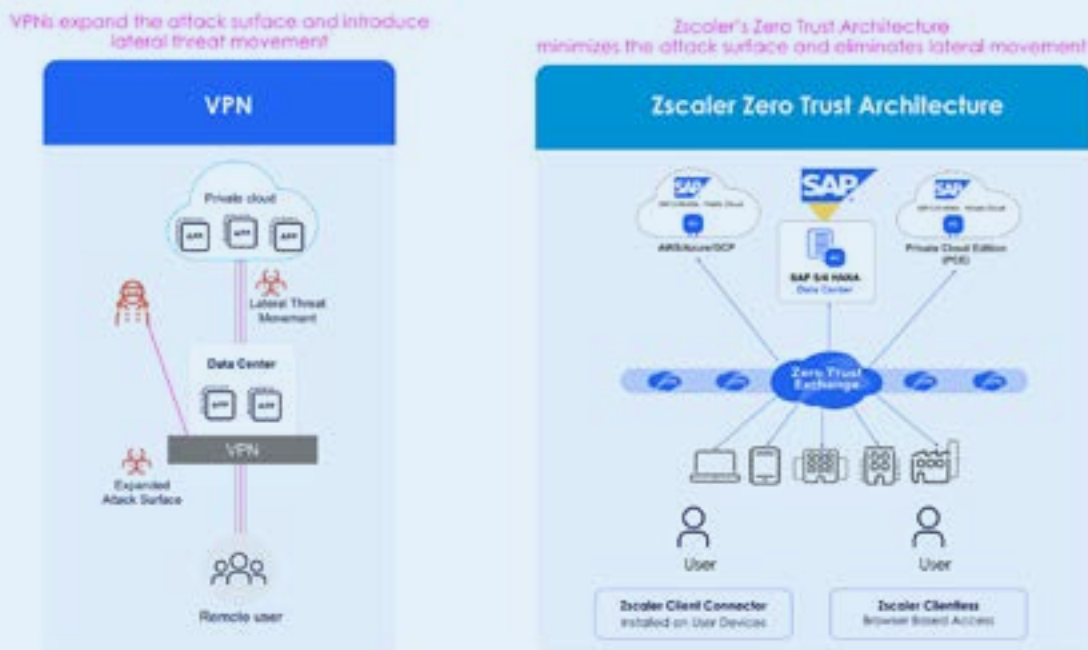 VPNs expand the attack surface and introduce
lateral threat movement
VPN
Private cloud
APP
APP
APP
Lateral Threat
Movement
Data Center
APP
APP
VPN
Expanded
Attack Surface
Remote user
Zscaler's Zero Trust Architecture
minimizes the attack surface and eliminates lateral movement
Zscaler Zero Trust Architecture
SAP
SAP
SAP
AWS/Azure/GCP
SAP S/4 HANA
Data Center
Private Cloud Edition
(PCE)
Zero Trust
Exchange
User
User
Zscaler Client Connector
Installed on User Devices
Zscaler Clientless
Browser Based Access